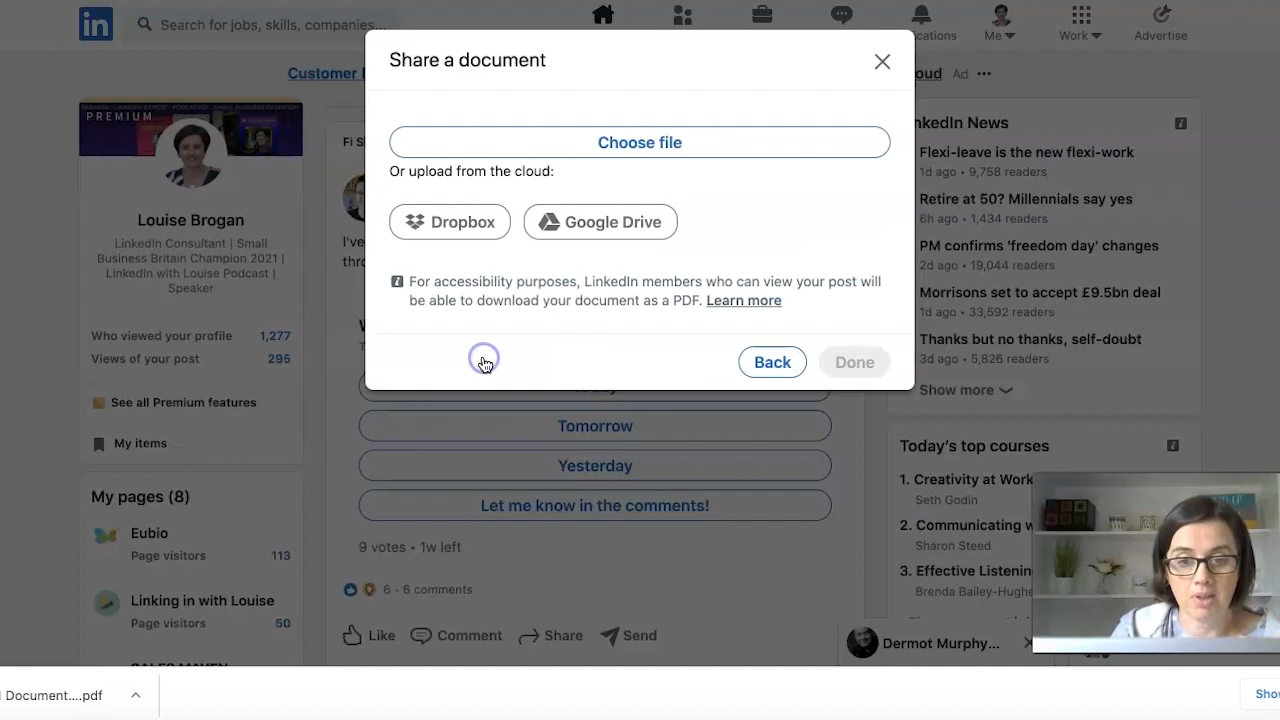 in
Search for jobs, skills, companies...
Me
Work
Advertise
PREMIUM
Louise Brogan
LinkedIn Consultant | Small
Business Britain Champion 2021 |
LinkedIn with Louise Podcast |
Speaker
Who viewed your profile 1,277
Views of your post 295
See all Premium features
My items
My pages (8)
Eubio
Page visitors 113
Linking in with Louise
Page visitors 50
Share a document
Choose file
Or upload from the cloud:
Dropbox
Google Drive
For accessibility purposes, LinkedIn members who can view your post will
be able to download your document as a PDF. Learn more
Back
Done
Tomorrow
Yesterday
Let me know in the comments!
9 votes • 1w left
6 • 6 comments
Like
Comment
Share
Send
Ad •••
Flexi-leave is the new flexi-work
1d ago • 9,758 readers
Retire at 50? Millennials say yes
6h ago • 1,434 readers
PM confirms 'freedom day' changes
2d ago • 19,044 readers
Morrisons set to accept £9.5bn deal
1d ago • 33,592 readers
Thanks but no thanks, self-doubt
3d ago • 5,826 readers
Show more
Today's top courses
1. Creativity at Work
Seth Godin
2. Communicating
Sharon Steed
3. Effective Listening
Brenda Bailey-Hughe
Dermot Murphy...
Document....pdf